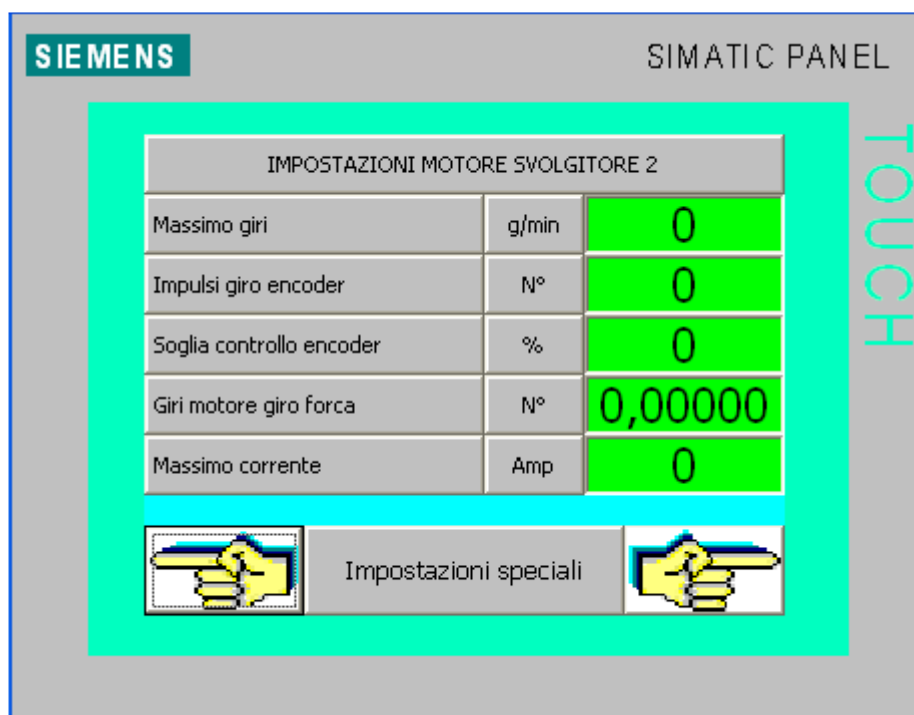 SIEMENS
SIMATIC PANEL
TOUCH
IMPOSTAZIONI MOTORE SVOLGITORE 2
Massimo giri g/min 0
Impulsi giro encoder N° 0
Soglia controllo encoder % 0
Giri motore giro forca N° 0,00000
Massimo corrente Amp 0
Impostazioni speciali